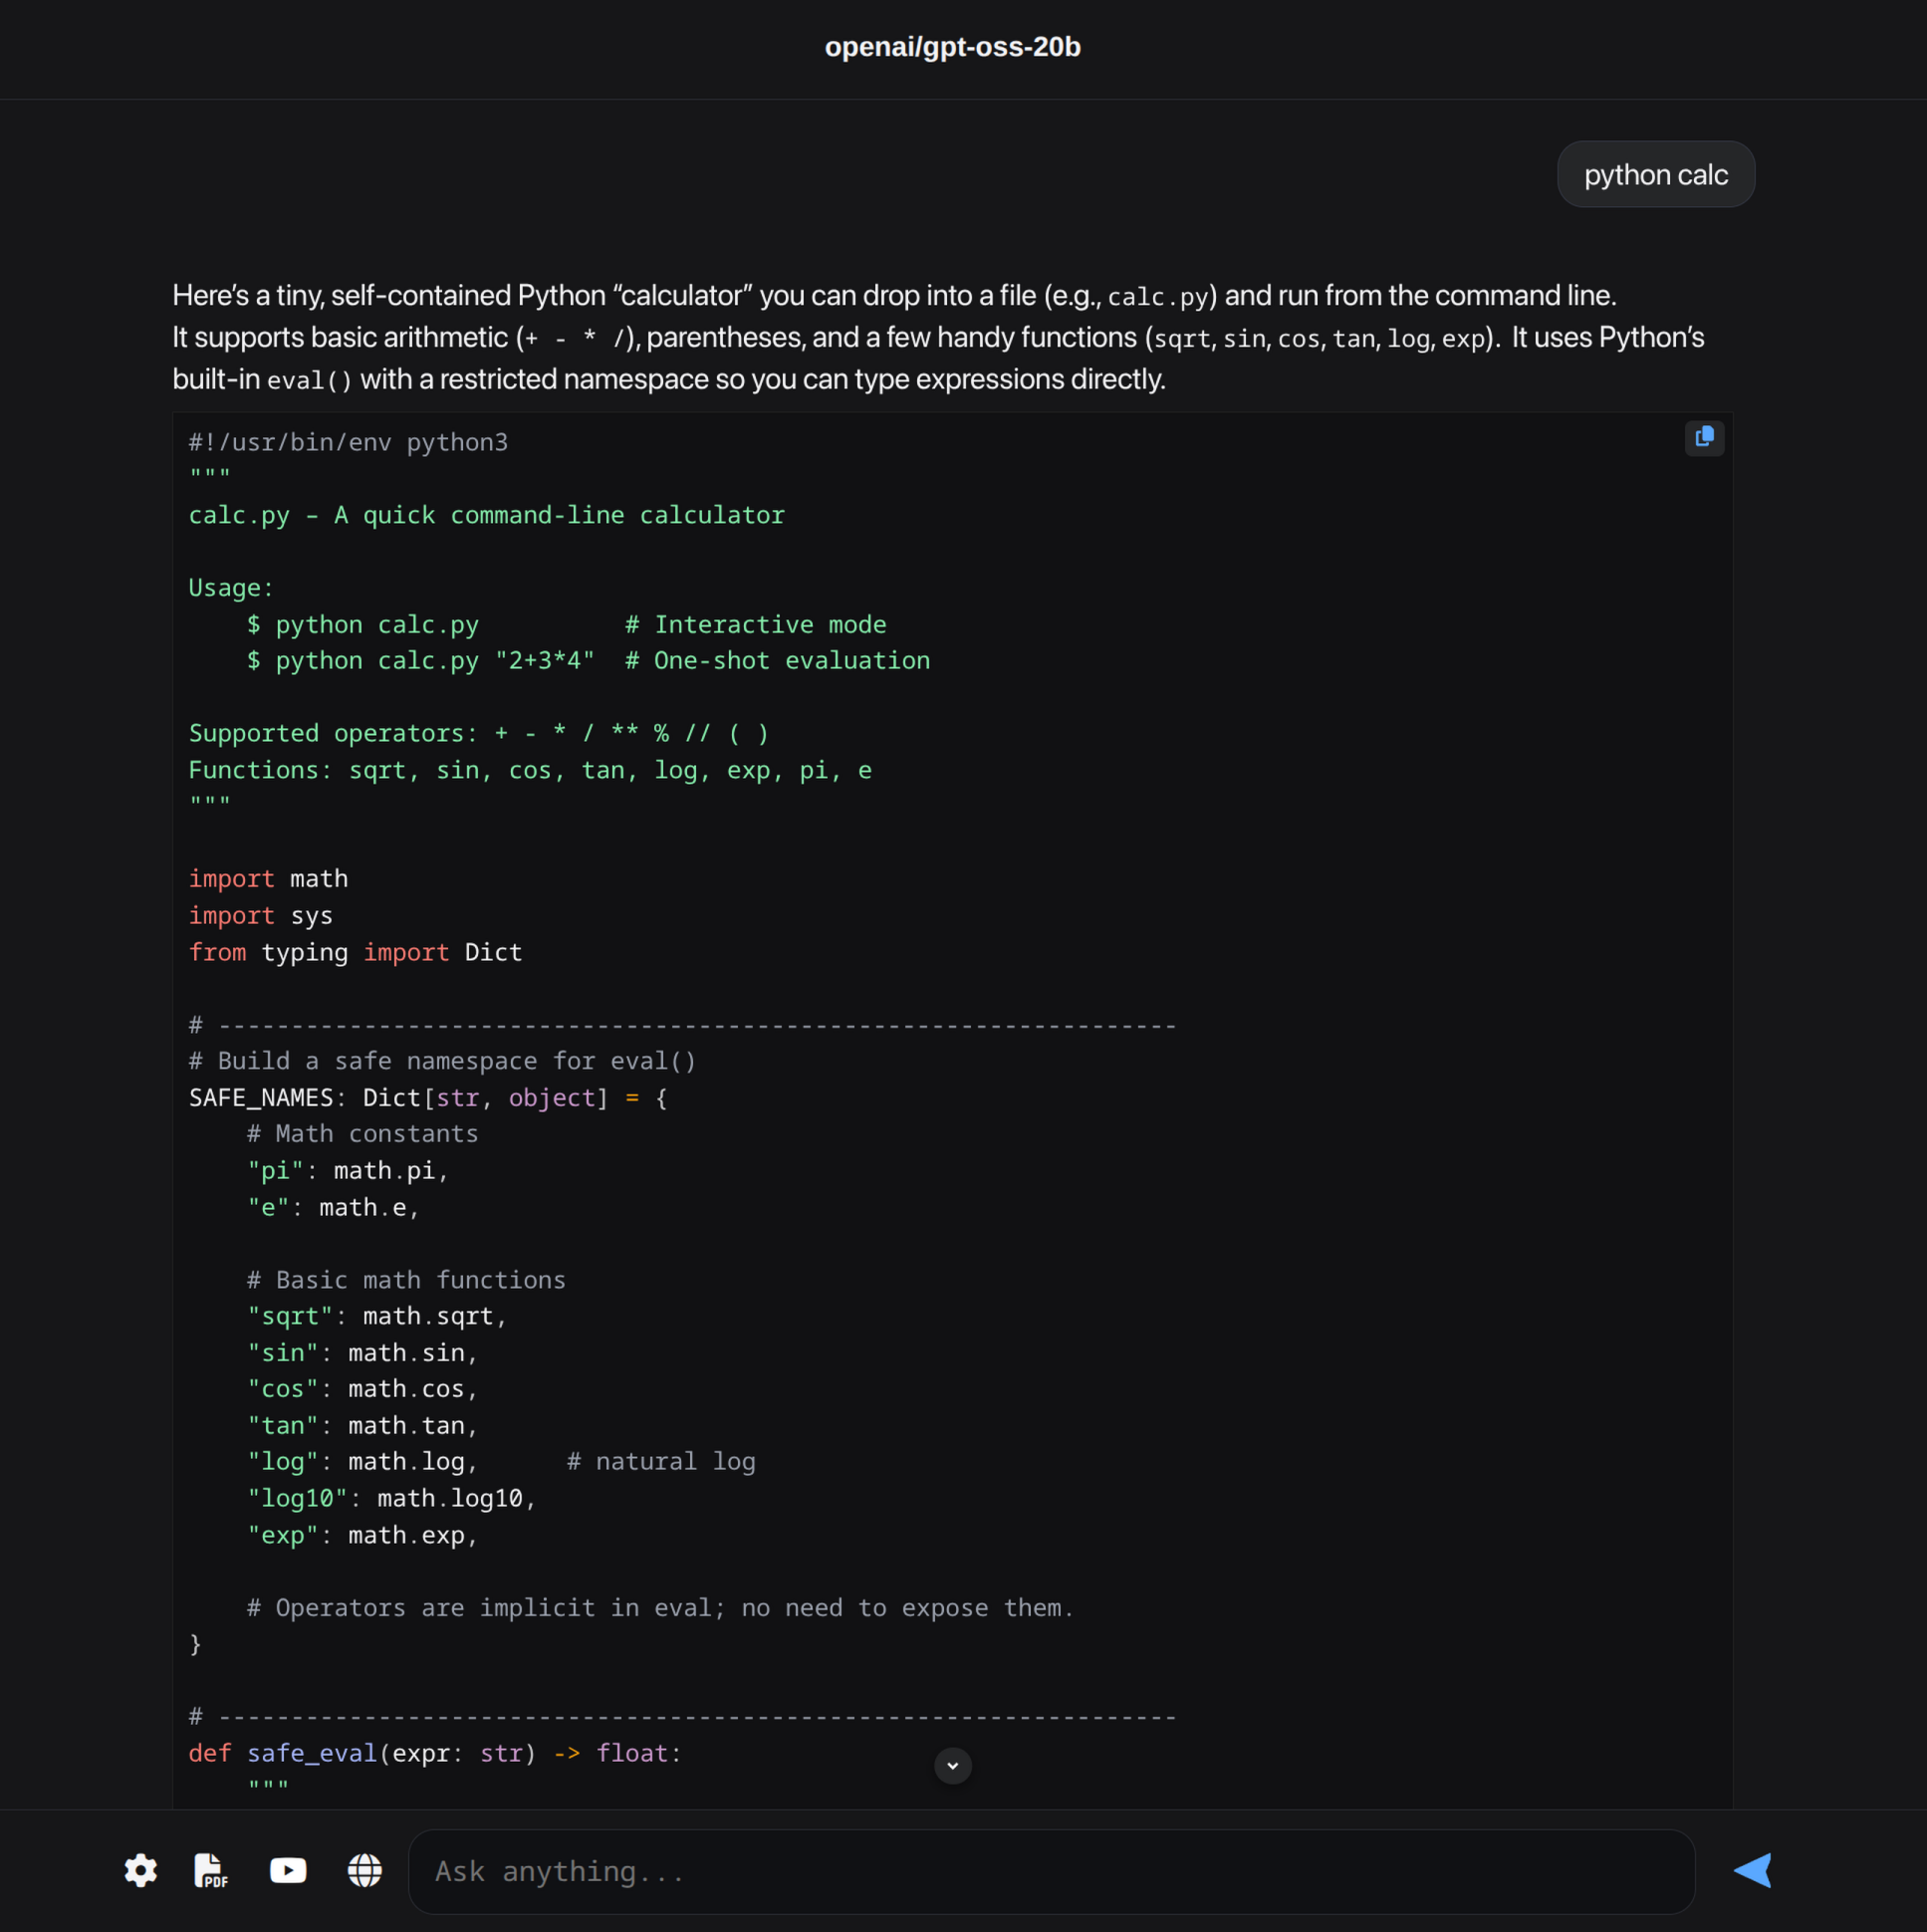 openai/gpt-oss-20b
python calc
Here’s a tiny, self-contained Python “calculator” you can drop into a file (e.g., calc.py) and run from the command line.
It supports basic arithmetic (+ - * /), parentheses, and a few handy functions (sqrt, sin, cos, tan, log, exp). It uses Python’s
built-in eval() with a restricted namespace so you can type expressions directly.
#!/usr/bin/env python3
"""
calc.py – A quick command-line calculator

Usage:
    $ python calc.py          # Interactive mode
    $ python calc.py "2+3*4"  # One-shot evaluation

Supported operators: + - * / ** % // ( )
Functions: sqrt, sin, cos, tan, log, exp, pi, e
"""

import math
import sys
from typing import Dict

# ------------------------------------------------------------------
# Build a safe namespace for eval()
SAFE_NAMES: Dict[str, object] = {
    # Math constants
    "pi": math.pi,
    "e": math.e,

    # Basic math functions
    "sqrt": math.sqrt,
    "sin": math.sin,
    "cos": math.cos,
    "tan": math.tan,
    "log": math.log,      # natural log
    "log10": math.log10,
    "exp": math.exp,

    # Operators are implicit in eval; no need to expose them.
}

# ------------------------------------------------------------------
def safe_eval(expr: str) -> float:
    """
PDF
Ask anything...